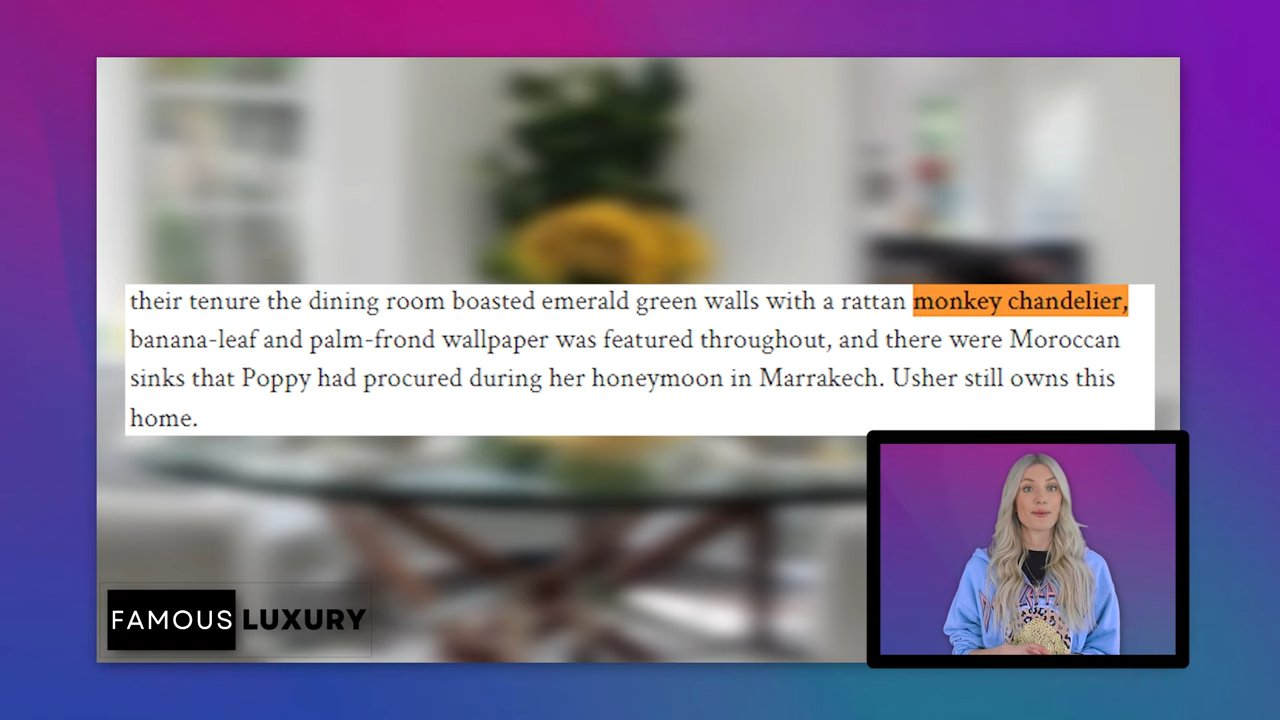 their tenure the dining room boasted emerald green walls with a rattan monkey chandelier,
banana-leaf and palm-frond wallpaper was featured throughout, and there were Moroccan
sinks that Poppy had procured during her honeymoon in Marrakech. Usher still owns this
home.
FAMOUS LUXURY